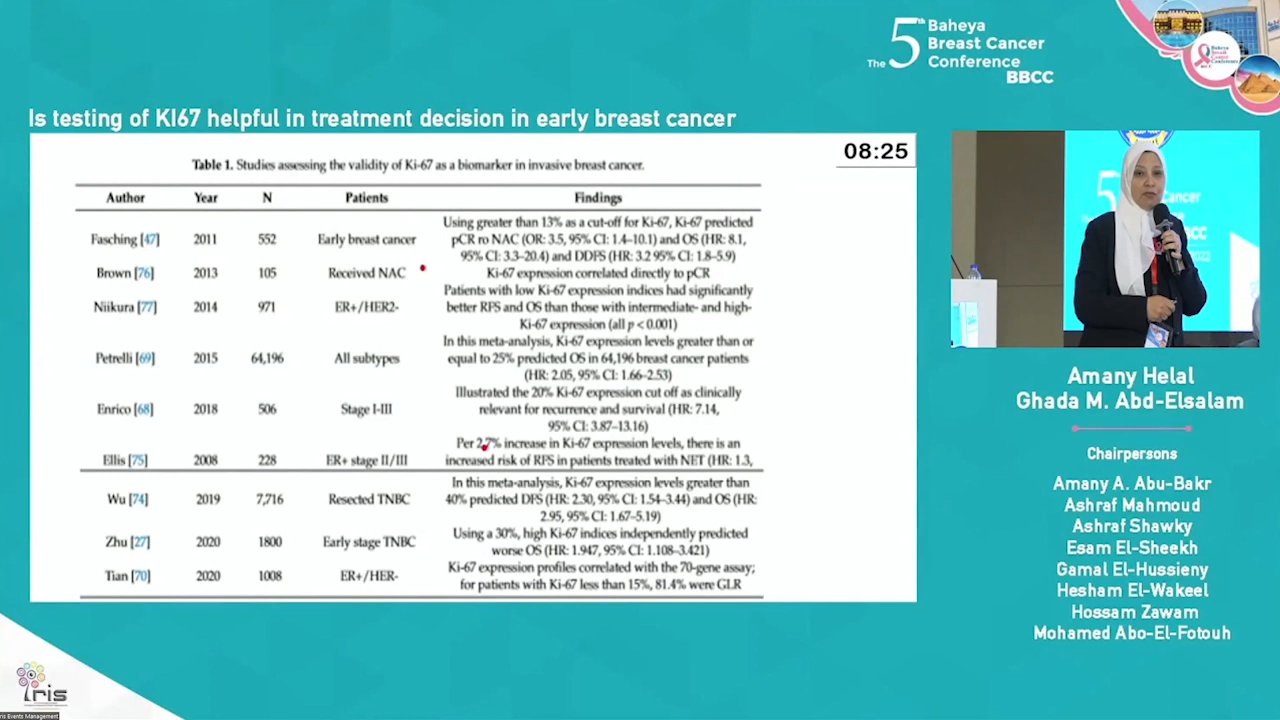 The 5th Baheya
Breast Cancer
Conference
BBCC
Is testing of KI67 helpful in treatment decision in early breast cancer
08:25
Table 1. Studies assessing the validity of Ki-67 as a biomarker in invasive breast cancer.
Author Year N Patients Findings
Fasching [47] 2011 552 Early breast cancer Using greater than 13% as a cut-off for Ki-67, Ki-67 predicted
pCR ro NAC (OR: 3.5, 95% CI: 1.4–10.1) and OS (HR: 8.1,
95% CI: 3.3–20.4) and DDFS (HR: 3.2 95% CI: 1.8–5.9)
Brown [76] 2013 105 Received NAC Ki-67 expression correlated directly to pCR
Niikura [77] 2014 971 ER+/HER2- Patients with low Ki-67 expression indices had significantly
better RFS and OS than those with intermediate- and high-
Ki-67 expression (all p < 0.001)
Petrelli [69] 2015 64,196 All subtypes In this meta-analysis, Ki-67 expression levels greater than or
equal to 25% predicted OS in 64,196 breast cancer patients
(HR: 2.05, 95% CI: 1.66–2.53)
Enrico [68] 2018 506 Stage I-III Illustrated the 20% Ki-67 expression cut off as clinically
relevant for recurrence and survival (HR: 7.14,
95% CI: 3.87–13.16)
Ellis [75] 2008 228 ER+ stage II/III Per 2.7% increase in Ki-67 expression levels, there is an
increased risk of RFS in patients treated with NET (HR: 1.3,
Wu [74] 2019 7,716 Resected TNBC In this meta-analysis, Ki-67 expression levels greater than
40% predicted DFS (HR: 2.30, 95% CI: 1.54–3.44) and OS (HR:
2.95, 95% CI: 1.67–5.19)
Zhu [27] 2020 1800 Early stage TNBC Using a 30%, high Ki-67 indices independently predicted
worse OS (HR: 1.947, 95% CI: 1.108–3.421)
Tian [70] 2020 1008 ER+/HER- Ki-67 expression profiles correlated with the 70-gene assay;
for patients with Ki-67 less than 15%, 81.4% were GLR
Amany Helal
Ghada M. Abd-Elsalam
Chairpersons
Amany A. Abu-Bakr
Ashraf Mahmoud
Ashraf Shawky
Esam El-Sheekh
Gamal El-Hussieny
Hesham El-Wakeel
Hossam Zawam
Mohamed Abo-El-Fotouh
iris
Iris Events Management